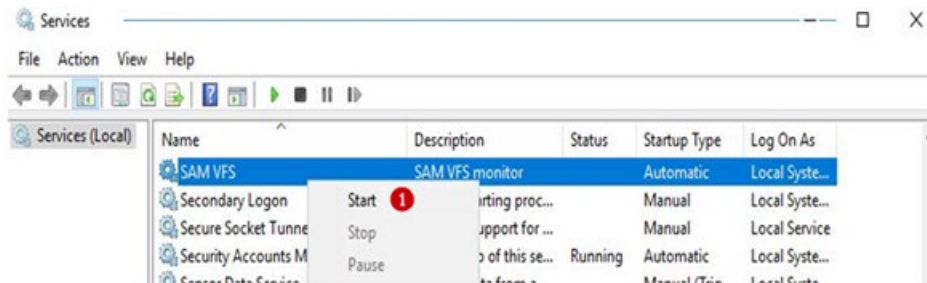 Services
File Action View Help
Services (Local)
Name Description Status Startup Type Log On As
SAM VFS SAM VFS monitor Automatic Local Syste...
Secondary Logon Start 1 rting proc... Manual Local Syste...
Secure Socket Tunne Stop upport for ... Manual Local Service
Security Accounts M Pause o of this se... Running Automatic Local Syste...